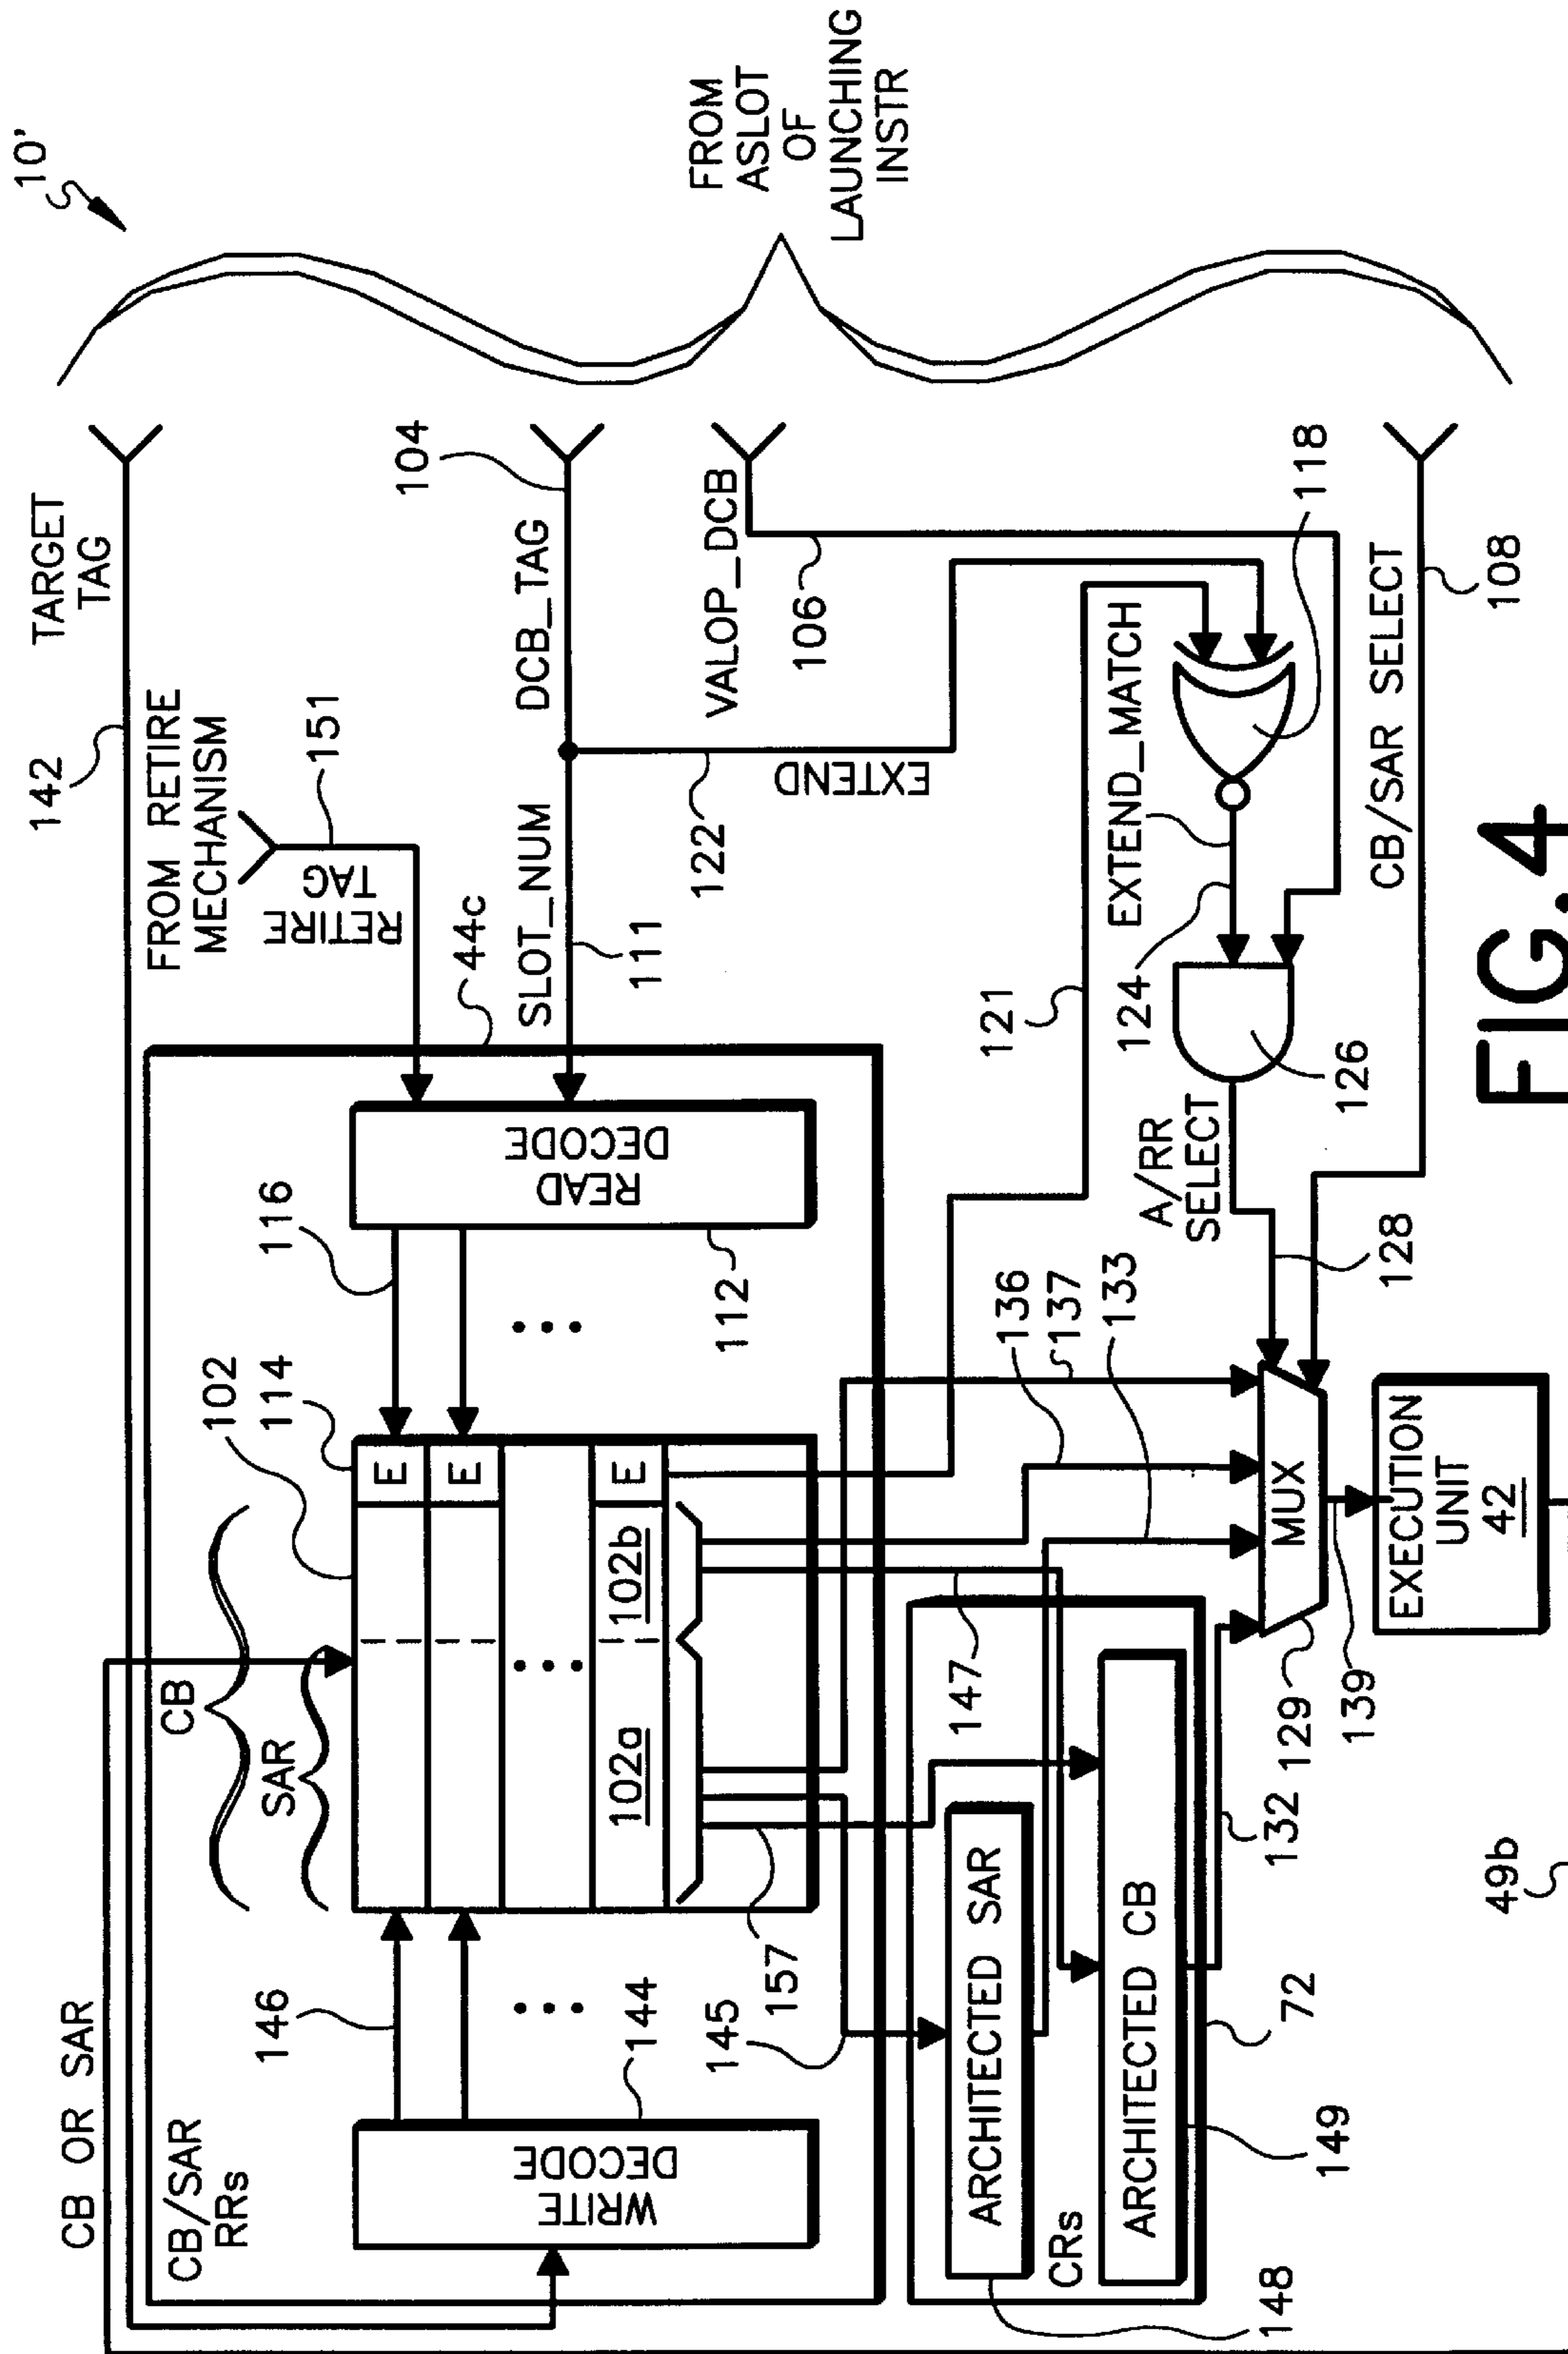 10'
TARGET
TAG
142
FROM RETIRE
MECHANISM
151
RETIRE
TAG
104
DCB_TAG
SLOT_NUM
111
44c
122
EXTEND
VALOP_DCB
106
FROM
ASLOT
OF
LAUNCHING
INSTR
CB OR SAR
CB/SAR
RRs
CB
SAR
102
114
116
READ
DECODE
112
E
E
E
102a
102b
146
WRITE
DECODE
144
145
157
147
136
137
133
121
118
EXTEND_MATCH
124
126
A/RR
SELECT
128
CB/SAR SELECT
108
ARCHITECTED SAR
148
CRs
ARCHITECTED CB
149
72
132
129
MUX
139
EXECUTION
UNIT
42
49b
FIG.4